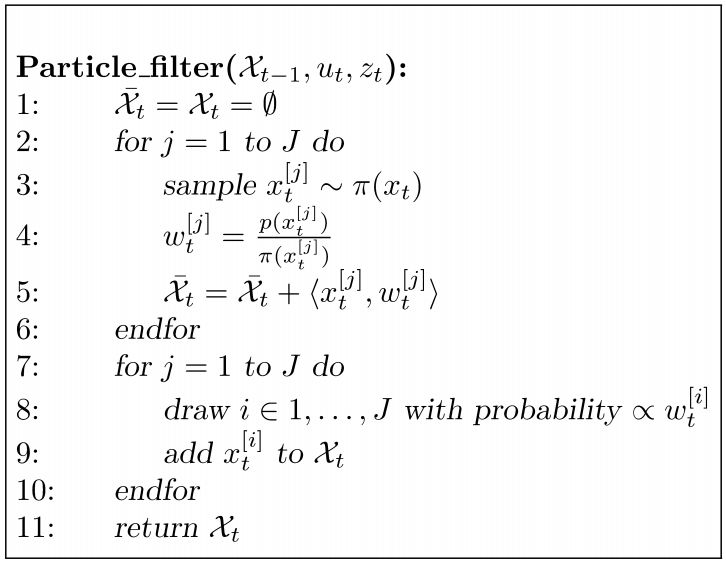 Particle_filter(𝒳_{t−1}, u_t, z_t):
1: 𝒳̄_t = 𝒳_t = ∅
2: for j = 1 to J do
3: sample x_t^{[j]} ∼ π(x_t)
4: w_t^{[j]} = p(x_t^{[j]}) / π(x_t^{[j]})
5: 𝒳̄_t = 𝒳̄_t + ⟨x_t^{[j]}, w_t^{[j]}⟩
6: endfor
7: for j = 1 to J do
8: draw i ∈ 1, . . . , J with probability ∝ w_t^{[i]}
9: add x_t^{[i]} to 𝒳_t
10: endfor
11: return 𝒳_t